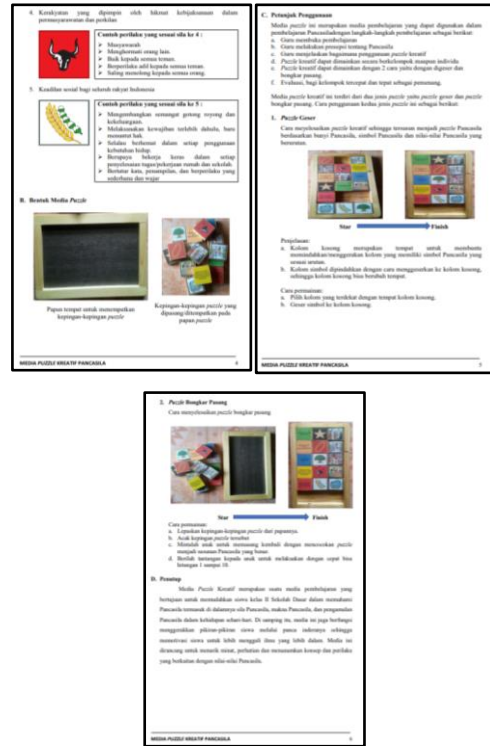 4. Kerakyatan yang dipimpin oleh hikmat kebijaksanaan dalam
permusyawaratan dan perwakilan
Contoh perilaku yang sesuai sila ke 4 :
➤ Musyawarah
➤ Menghormati orang lain.
➤ Baik kepada semua teman.
➤ Berperilaku adil kepada semua teman.
➤ Saling menolong kepada semua orang.
5. Keadilan sosial bagi seluruh rakyat Indonesia
Contoh perilaku yang sesuai sila ke 5 :
➤ Mengembangkan semangat gotong royong dan
kekeluargaan.
➤ Melaksanakan kewajiban terlebih dahulu, baru
menuntut hak.
➤ Selalu berhemat dalam setiap penggunaan
kebutuhan hidup.
➤ Berupaya bekerja keras dalam setiap
penyelesaian tugas/pekerjaan rumah dan sekolah.
➤ Bertutur kata, penampilan, dan berperilaku yang
sederhana dan wajar
B. Bentuk Media Puzzle
Papan tempat untuk menempatkan
kepingan-kepingan puzzle
Kepingan-kepingan puzzle yang
dipasang/ditempatkan pada
papan puzzle
MEDIA PUZZLE KREATIF PANCASILA 4
C. Petunjuk Penggunaan
Media puzzle ini merupakan media pembelajaran yang dapat digunakan dalam
pembelajaran Pancasiladengan langkah-langkah pembelajaran sebagai berikut:
a. Guru membuka pembelajaran
b. Guru melakukan presepsi tentang Pancasila
c. Guru menjelaskan bagaimana penggunaan puzzle kreatif
d. Puzzle kreatif dapat dimainkan secara berkelompok maupun individu
e. Puzzle kreatif dapat dimainkan dengan 2 cara yaitu dengan digeser dan
bongkar pasang.
f. Evaluasi, bagi kelompok tercepat dan tepat sebagai pemenang.
Media puzzle kreatif ini terdiri dari dua jenis puzzle yaitu puzzle geser dan puzzle
bongkar pasang. Cara penggunaan kedua jenis puzzle ini sebagai berikut:
1. Puzzle Geser
Cara menyelesaikan puzzle kreatif sehingga tersusun menjadi puzzle Pancasila
berdasarkan bunyi Pancasila, simbol Pancasila dan nilai-nilai Pancasila yang
berurutan.
Star Finish
Penjelasan:
a. Kolom kosong merupakan tempat untuk membantu
memindahkan/menggerakan kolom yang memiliki simbol Pancasila yang
sesuai urutan.
b. Kolom simbol dipindahkan dengan cara menggeserkan ke kolom kosong,
sehingga kolom kosong bisa berubah tempat.
Cara permainan:
a. Pilih kolom yang terdekat dengan tempat kolom kosong.
b. Geser simbol ke kolom kosong.
MEDIA PUZZLE KREATIF PANCASILA 5
2. Puzzle Bongkar Pasang
Cara menyelesaikan puzzle bongkar pasang
Star Finish
Cara permainan:
a. Lepaskan kepingan-kepingan puzzle dari papannya.
b. Acak kepingan puzzle tersebut
c. Mintalah anak untuk memasang kembali dengan mencocokan puzzle
menjadi susunan Pancasila yang benar.
d. Berilah tantangan kepada anak untuk melakukan dengan cepat bisa
hitungan 1 sampai 10.
D. Penutup
Media Puzzle Kreatif merupakan suatu media pembelajaran yang
bertujuan untuk memudahkan siswa kelas II Sekolah Dasar dalam memahami
Pancasila termasuk di dalamnya sila Pancasila, makna Pancasila, dan pengamalan
Pancasila dalam kehidupan sehari-hari. Di samping itu, media ini juga berfungsi
menggerakkan pikiran-pikiran siswa melalui panca inderanya sehingga
memotivasi siswa untuk lebih menggali ilmu yang lebih dalam. Media ini
dirancang untuk menarik minat, perhatian dan menanamkan konsep dan perilaku
yang berkaitan dengan nilai-nilai Pancasila.
MEDIA PUZZLE KREATIF PANCASILA 6